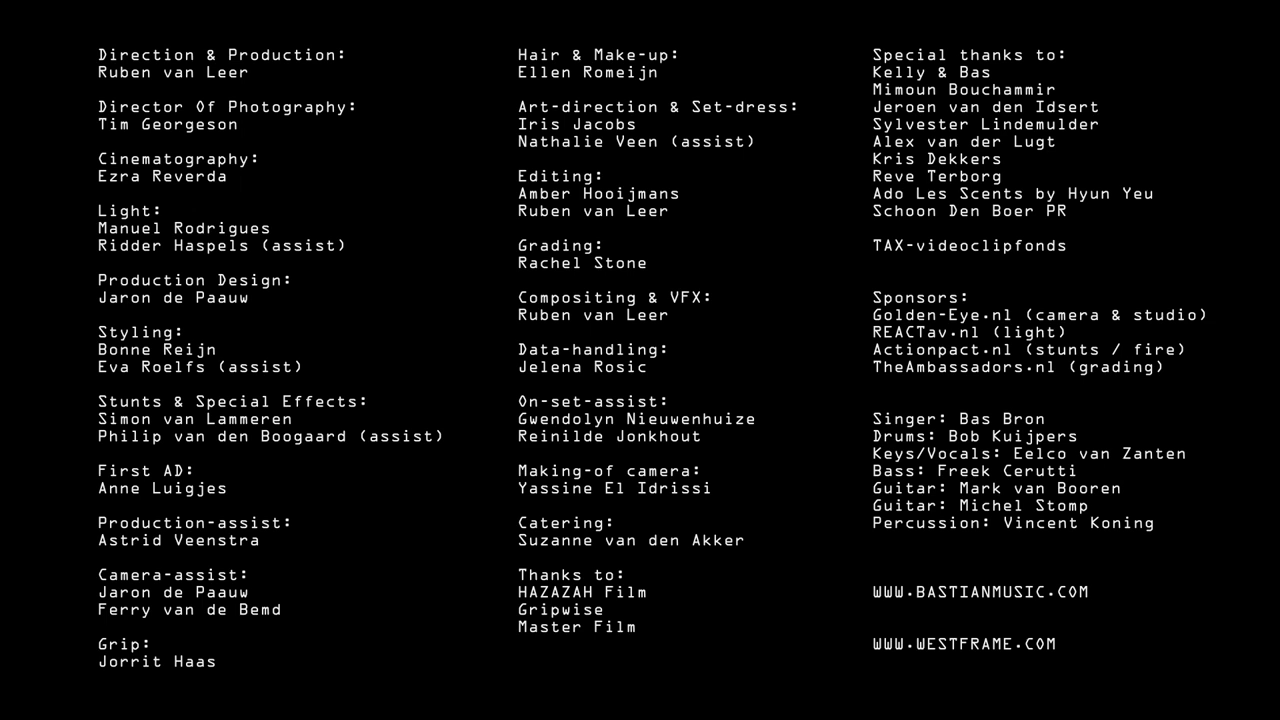 Direction & Production:
Ruben van Leer
Director Of Photography:
Tim Georgeson
Cinematography:
Ezra Reverda
Light:
Manuel Rodrigues
Ridder Haspels (assist)
Production Design:
Jaron de Paauw
Styling:
Bonne Reijn
Eva Roelfs (assist)
Stunts & Special Effects:
Simon van Lammeren
Philip van den Boogaard (assist)
First AD:
Anne Luigjes
Production-assist:
Astrid Veenstra
Camera-assist:
Jaron de Paauw
Ferry van de Bemd
Grip:
Jorrit Haas
Hair & Make-up:
Ellen Romeijn
Art-direction & Set-dress:
Iris Jacobs
Nathalie Veen (assist)
Editing:
Amber Hooijmans
Ruben van Leer
Grading:
Rachel Stone
Compositing & VFX:
Ruben van Leer
Data-handling:
Jelena Rosic
On-set-assist:
Gwendolyn Nieuwenhuize
Reinilde Jonkhout
Making-of camera:
Yassine El Idrissi
Catering:
Suzanne van den Akker
Thanks to:
HAZAZAH Film
Gripwise
Master Film
Special thanks to:
Kelly & Bas
Mimoun Bouchammir
Jeroen van den Idsert
Sylvester Lindemulder
Alex van der Lugt
Kris Dekkers
Reve Terborg
Ado Les Scents by Hyun Yeu
Schoon Den Boer PR
TAX-videoclipfonds
Sponsors:
Golden-Eye.nl (camera & studio)
REACTav.nl (light)
Actionpact.nl (stunts / fire)
TheAmbassadors.nl (grading)
Singer: Bas Bron
Drums: Bob Kuijpers
Keys/Vocals: Eelco van Zanten
Bass: Freek Cerutti
Guitar: Mark van Booren
Guitar: Michel Stomp
Percussion: Vincent Koning
WWW.BASTIANMUSIC.COM
WWW.WESTFRAME.COM